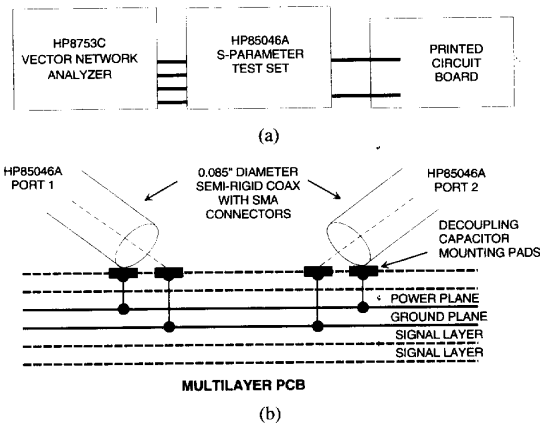 HP8753C
VECTOR NETWORK
ANALYZER
HP85046A
S-PARAMETER
TEST SET
PRINTED
CIRCUIT
BOARD
(a)
HP85046A
PORT 1
0.085" DIAMETER
SEMI-RIGID COAX
WITH SMA
CONNECTORS
HP85046A
PORT 2
DECOUPLING
CAPACITOR
MOUNTING PADS
POWER PLANE
GROUND PLANE
SIGNAL LAYER
SIGNAL LAYER
MULTILAYER PCB
(b)